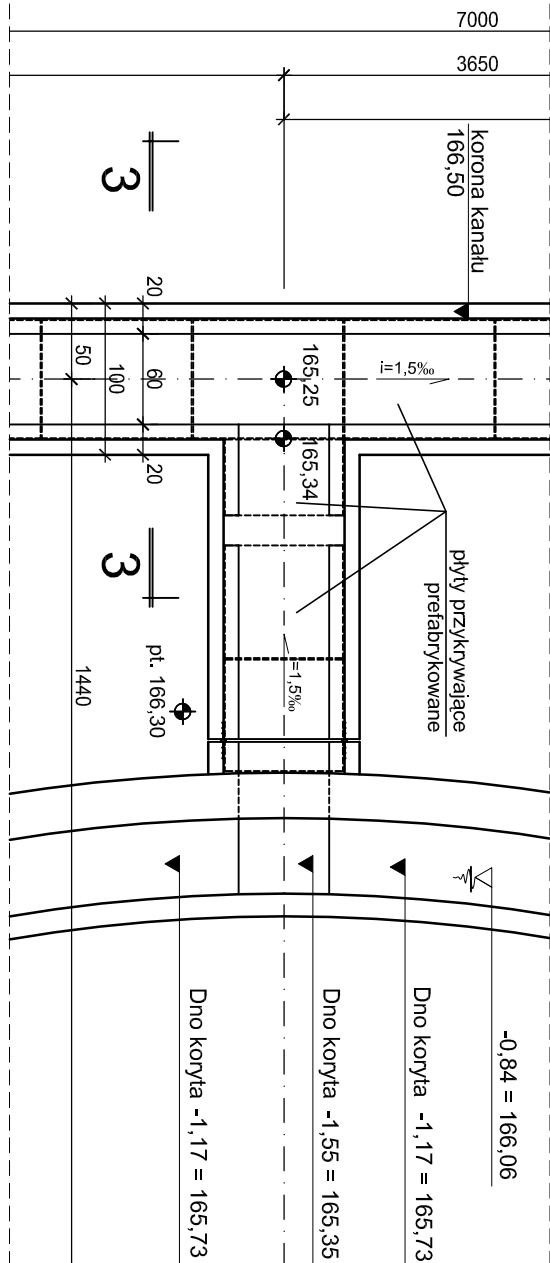 7000
3650
korona kanału
166,50
3
3
20
60
20
100
50
1440
165,25
165,34
i=1,5‰
i=1,5‰
płyty przykrywające
prefabrykowane
pt. 166,30
-0,84 = 166,06
Dno koryta -1,17 = 165,73
Dno koryta -1,55 = 165,35
Dno koryta -1,17 = 165,73